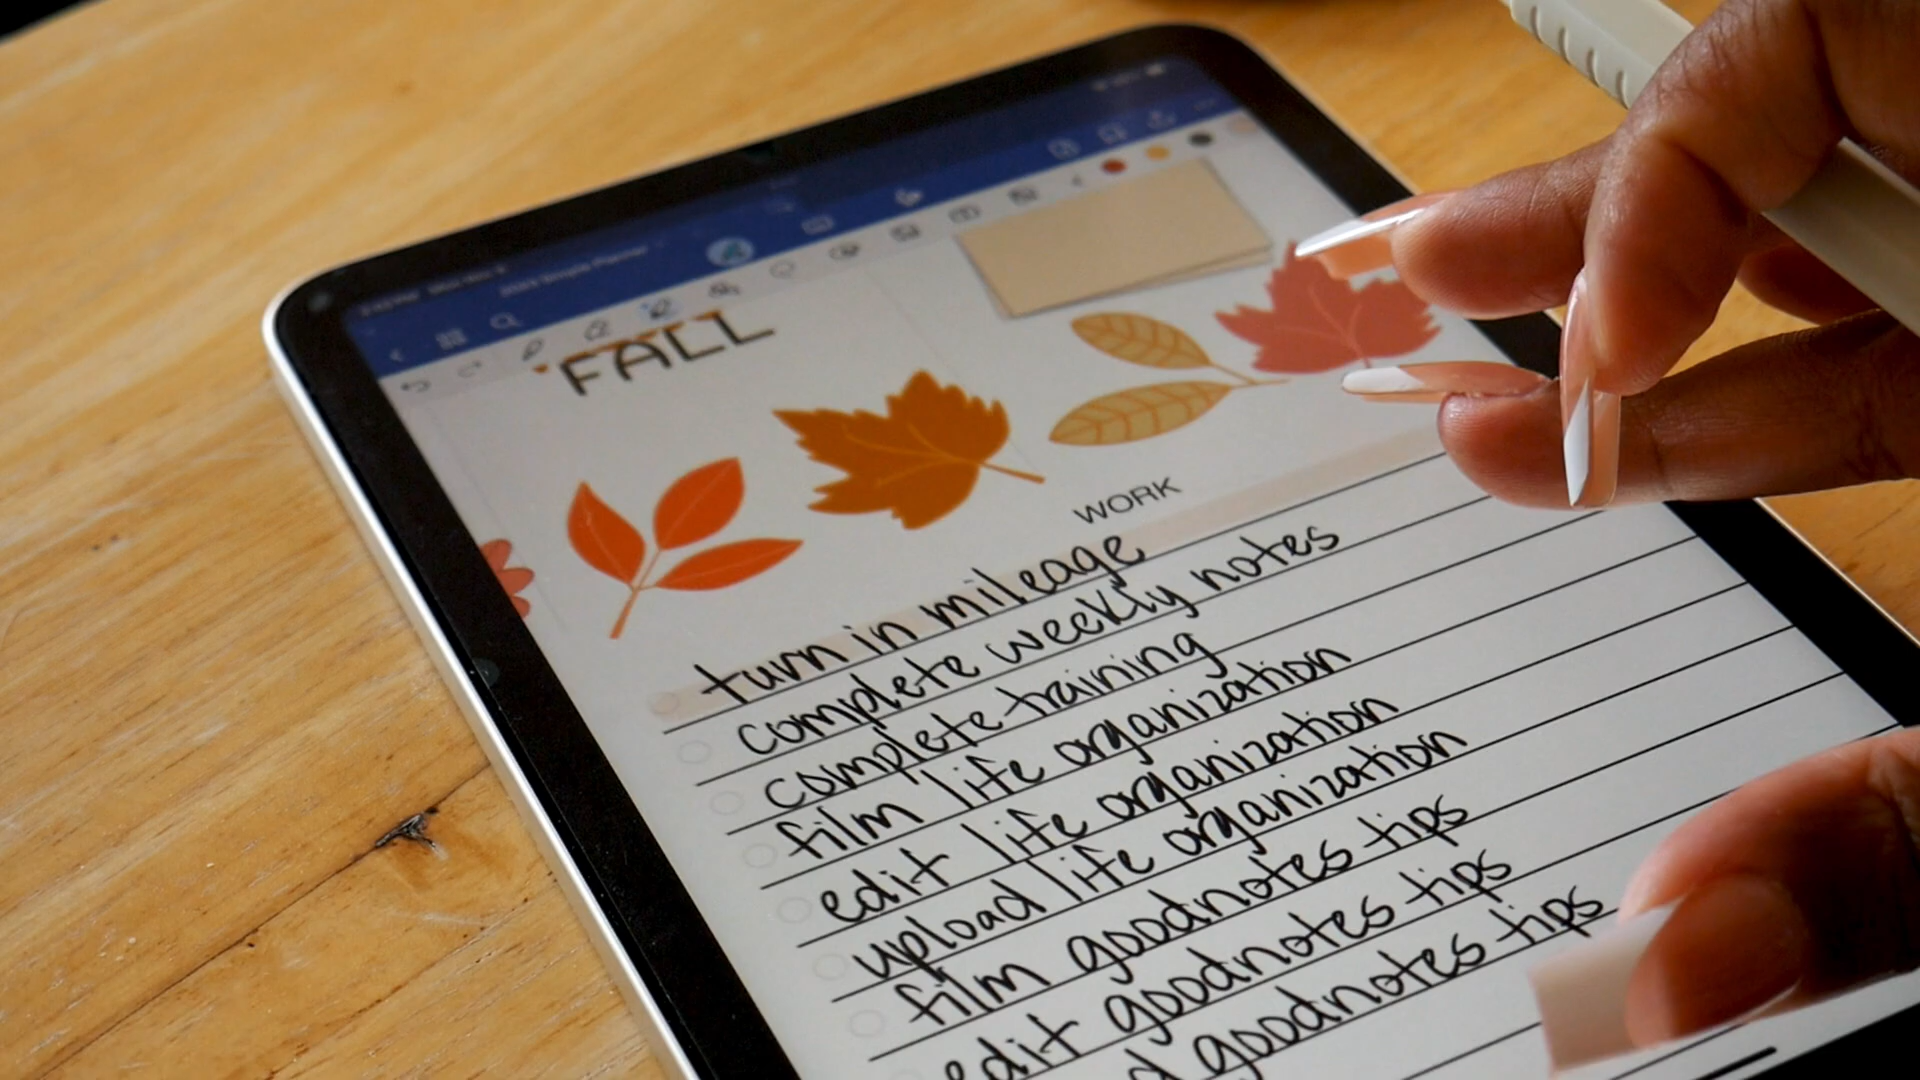 FALL
WORK
turn in mileage
complete weekly notes
complete training
film life organization
edit life organization
upload life organization
film goodnotes tips
edit goodnotes tips
goodnotes tips